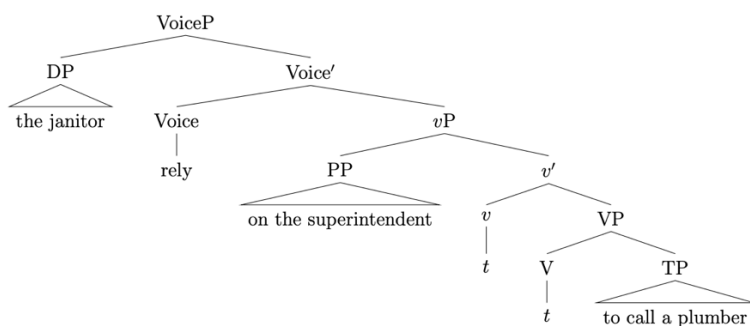 VoiceP
DP Voice′
the janitor Voice vP
rely PP v′
on the superintendent v VP
t V TP
t to call a plumber